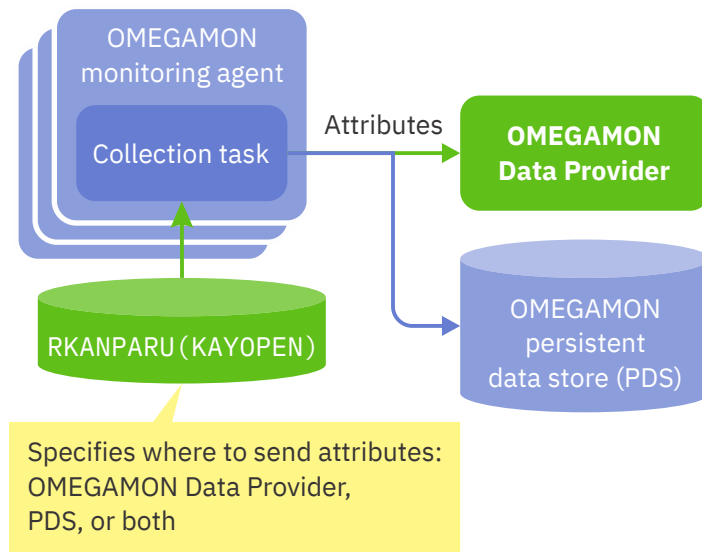 OMEGAMON
monitoring agent
Collection task
Attributes
OMEGAMON
Data Provider
RKANPARU(KAYOPEN)
OMEGAMON
persistent
data store (PDS)
Specifies where to send attributes:
OMEGAMON Data Provider,
PDS, or both